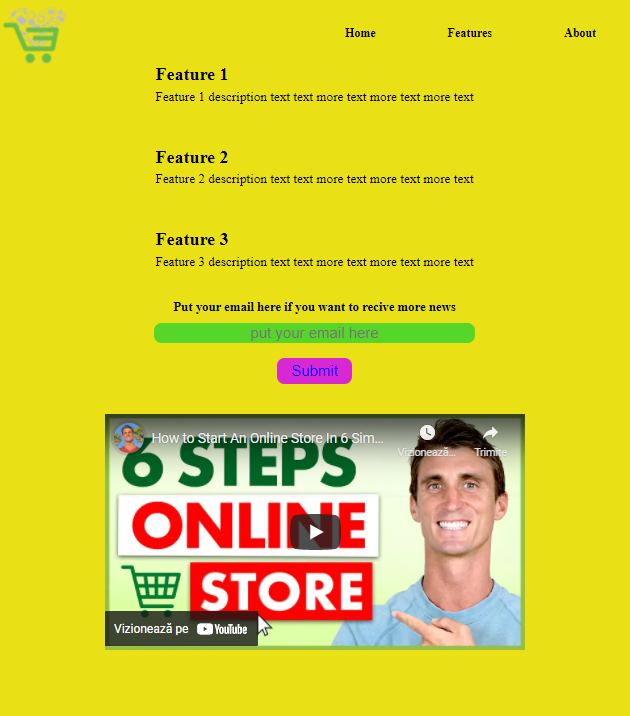 Home Features About
Feature 1
Feature 1 description text text more text more text more text
Feature 2
Feature 2 description text text more text more text more text
Feature 3
Feature 3 description text text more text more text more text
Put your email here if you want to recive more news
put your email here
Submit
How to Start An Online Store In 6 Sim...
Vizionează... Trimite
6 STEPS
ONLINE
STORE
Vizionează pe YouTube